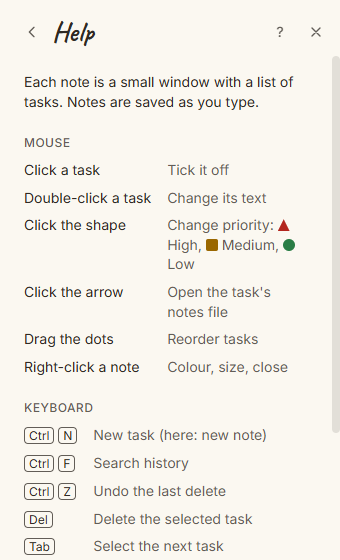 Help ?
Each note is a small window with a list of
tasks. Notes are saved as you type.
MOUSE
Click a task Tick it off
Double-click a task Change its text
Click the shape Change priority:
High, Medium,
Low
Click the arrow Open the task's
notes file
Drag the dots Reorder tasks
Right-click a note Colour, size, close
KEYBOARD
Ctrl N New task (here: new note)
Ctrl F Search history
Ctrl Z Undo the last delete
Del Delete the selected task
Tab Select the next task